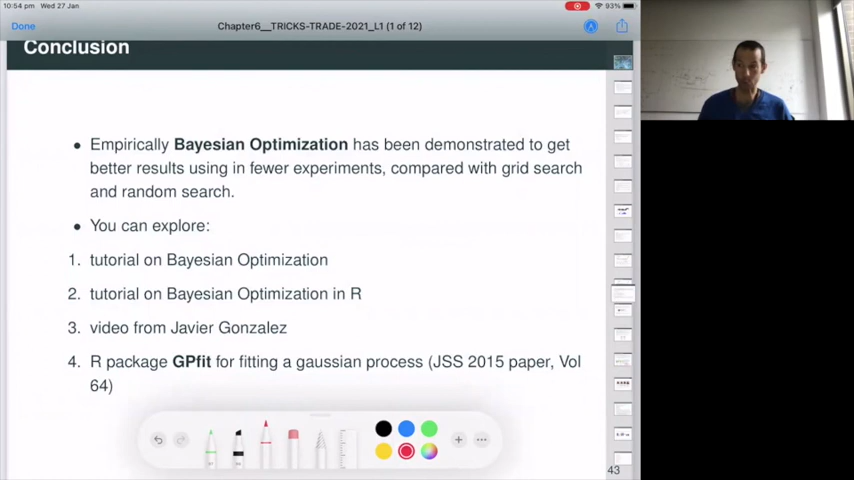 10:54 pm Wed 27 Jan
93%
Done
Chapter6__TRICKS-TRADE-2021_L1 (1 of 12)
Conclusion
• Empirically Bayesian Optimization has been demonstrated to get
better results using in fewer experiments, compared with grid search
and random search.
• You can explore:
1. tutorial on Bayesian Optimization
2. tutorial on Bayesian Optimization in R
3. video from Javier Gonzalez
4. R package GPfit for fitting a gaussian process (JSS 2015 paper, Vol
64)
43